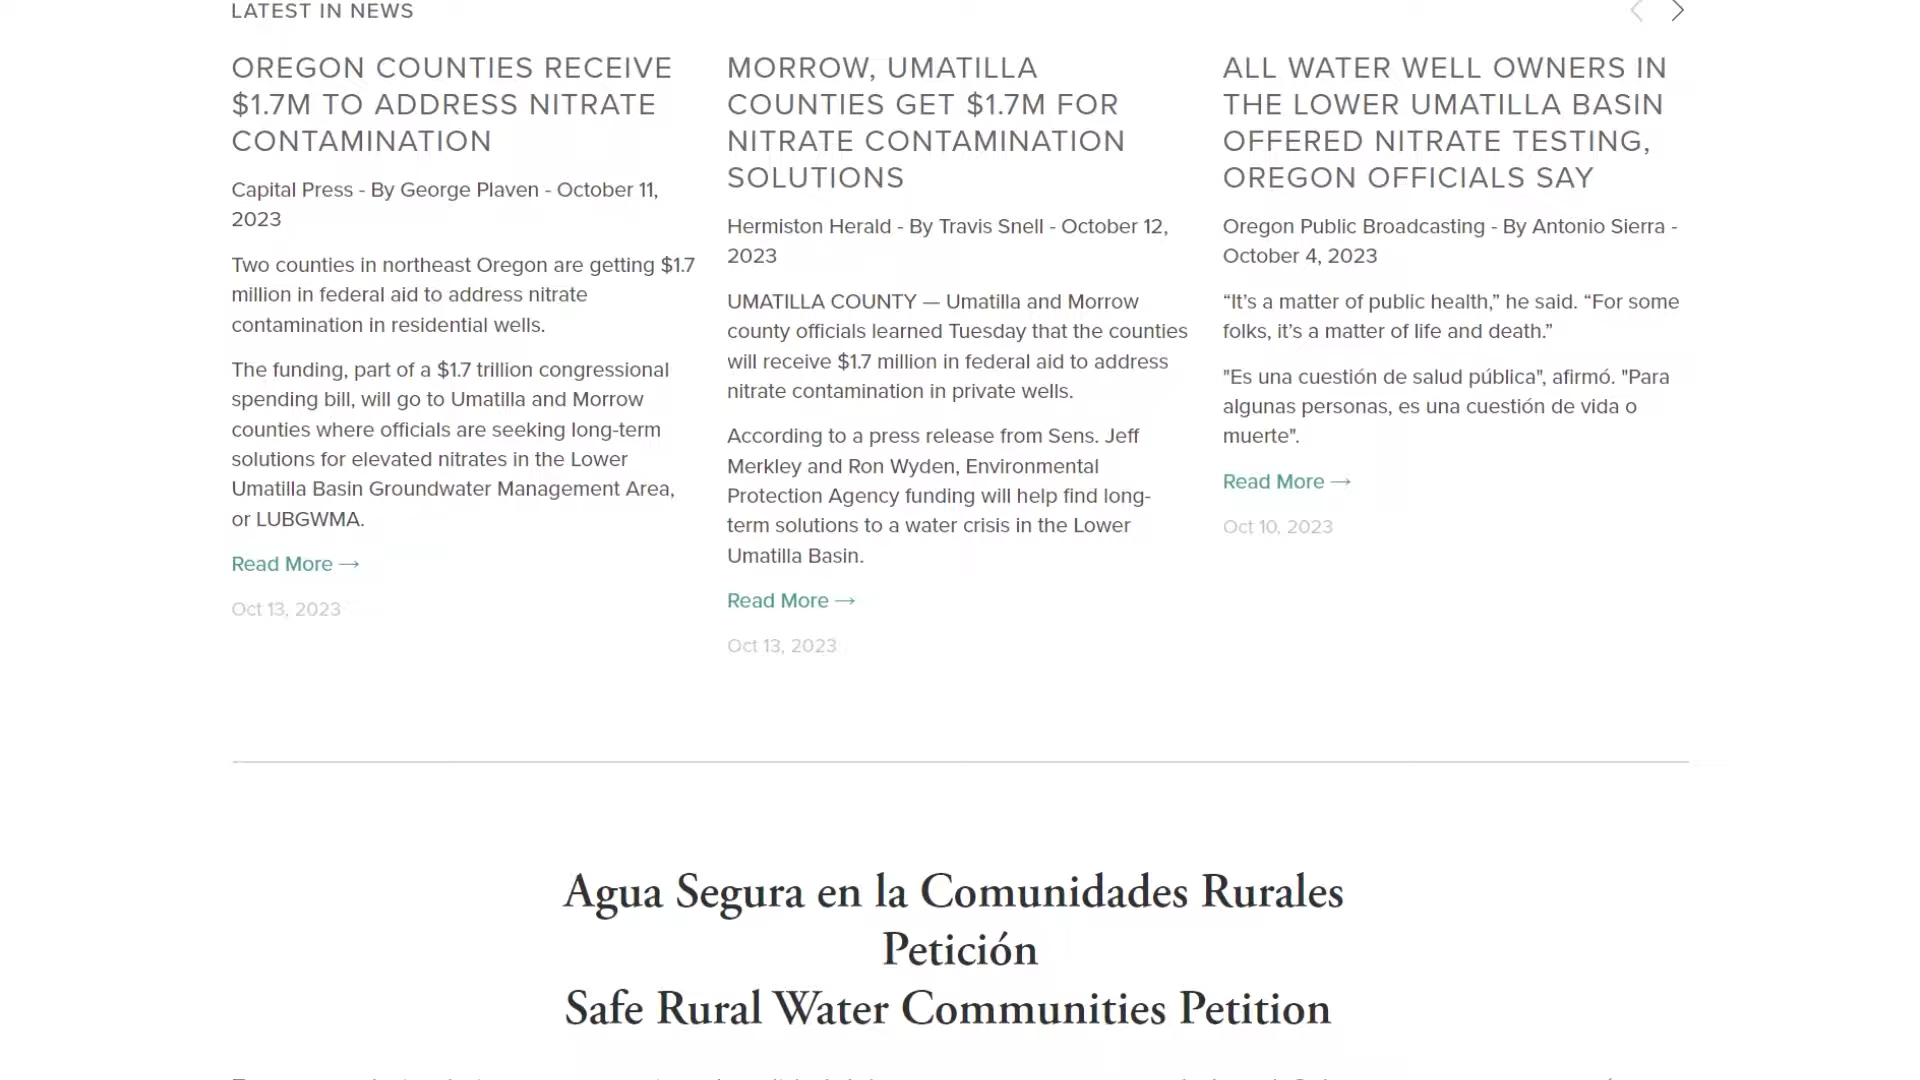 LATEST IN NEWS
OREGON COUNTIES RECEIVE
$1.7M TO ADDRESS NITRATE
CONTAMINATION
Capital Press - By George Plaven - October 11,
2023
Two counties in northeast Oregon are getting $1.7
million in federal aid to address nitrate
contamination in residential wells.
The funding, part of a $1.7 trillion congressional
spending bill, will go to Umatilla and Morrow
counties where officials are seeking long-term
solutions for elevated nitrates in the Lower
Umatilla Basin Groundwater Management Area,
or LUBGWMA.
Read More →
Oct 13, 2023
MORROW, UMATILLA
COUNTIES GET $1.7M FOR
NITRATE CONTAMINATION
SOLUTIONS
Hermiston Herald - By Travis Snell - October 12,
2023
UMATILLA COUNTY — Umatilla and Morrow
county officials learned Tuesday that the counties
will receive $1.7 million in federal aid to address
nitrate contamination in private wells.
According to a press release from Sens. Jeff
Merkley and Ron Wyden, Environmental
Protection Agency funding will help find long-
term solutions to a water crisis in the Lower
Umatilla Basin.
Read More →
Oct 13, 2023
ALL WATER WELL OWNERS IN
THE LOWER UMATILLA BASIN
OFFERED NITRATE TESTING,
OREGON OFFICIALS SAY
Oregon Public Broadcasting - By Antonio Sierra -
October 4, 2023
“It’s a matter of public health,” he said. “For some
folks, it’s a matter of life and death.”
"Es una cuestión de salud pública", afirmó. "Para
algunas personas, es una cuestión de vida o
muerte".
Read More →
Oct 10, 2023
Agua Segura en la Comunidades Rurales
Petición
Safe Rural Water Communities Petition